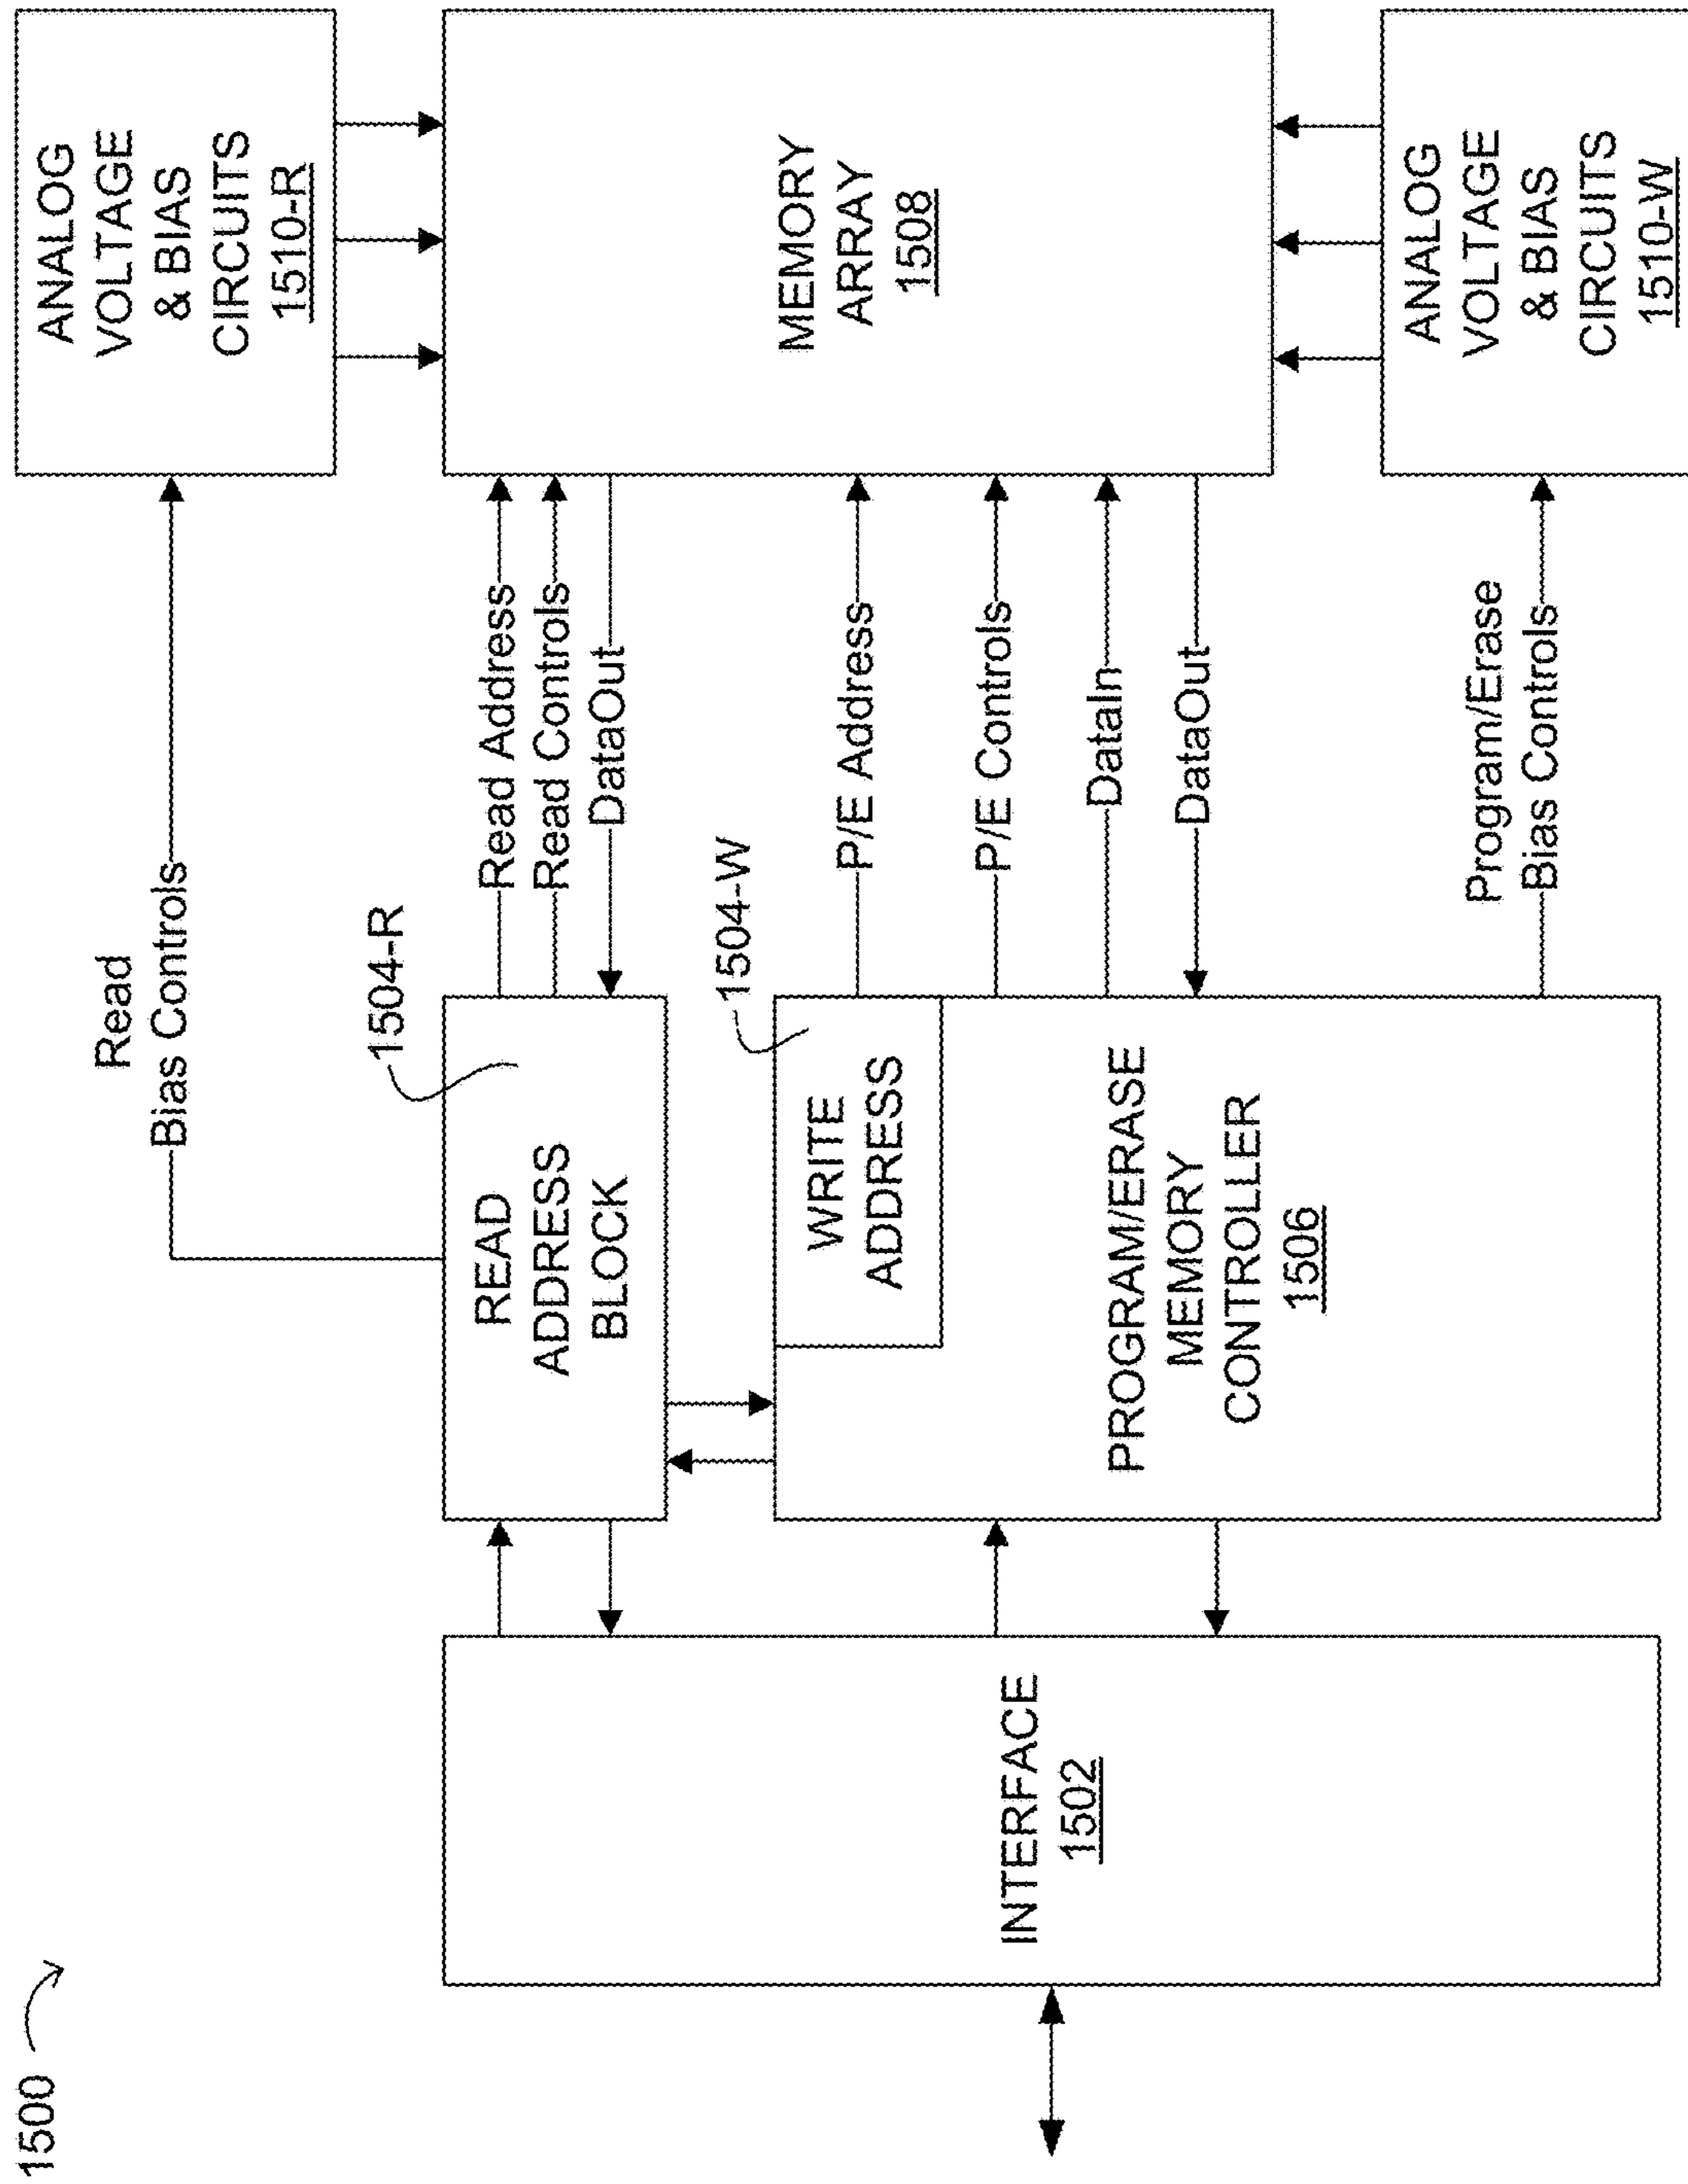 1500
INTERFACE
1502
READ
ADDRESS
BLOCK
1504-R
WRITE
ADDRESS
1504-W
PROGRAM/ERASE
MEMORY
CONTROLLER
1506
Read
Bias Controls
Read Address
Read Controls
DataOut
P/E Address
P/E Controls
DataIn
DataOut
Program/Erase
Bias Controls
ANALOG
VOLTAGE
& BIAS
CIRCUITS
1510-R
MEMORY
ARRAY
1508
ANALOG
VOLTAGE
& BIAS
CIRCUITS
1510-W